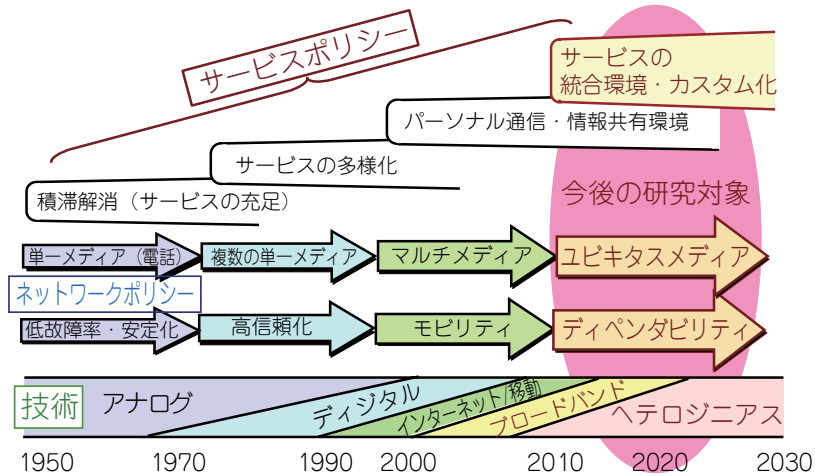 サービスポリシー
サービスの
統合環境・カスタム化
パーソナル通信・情報共有環境
サービスの多様化
積滞解消（サービスの充足）
今後の研究対象
単一メディア（電話）
複数の単一メディア
マルチメディア
ユビキタスメディア
ネットワークポリシー
低故障率・安定化
高信頼化
モビリティ
ディペンダビリティ
技術
アナログ
ディジタル
インターネット/移動
ブロードバンド
ヘテロジニアス
1950 1970 1990 2000 2010 2020 2030